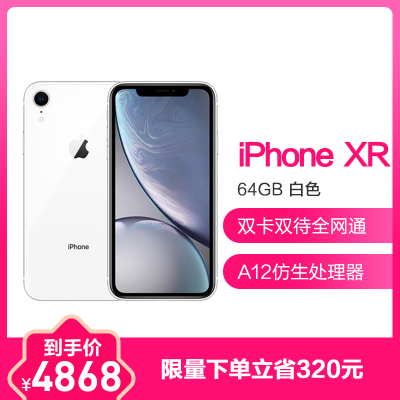 iPhone XR
64GB 白色
双卡双待全网通
A12仿生处理器
iPhone
到手价
¥4868
限量下单立省320元